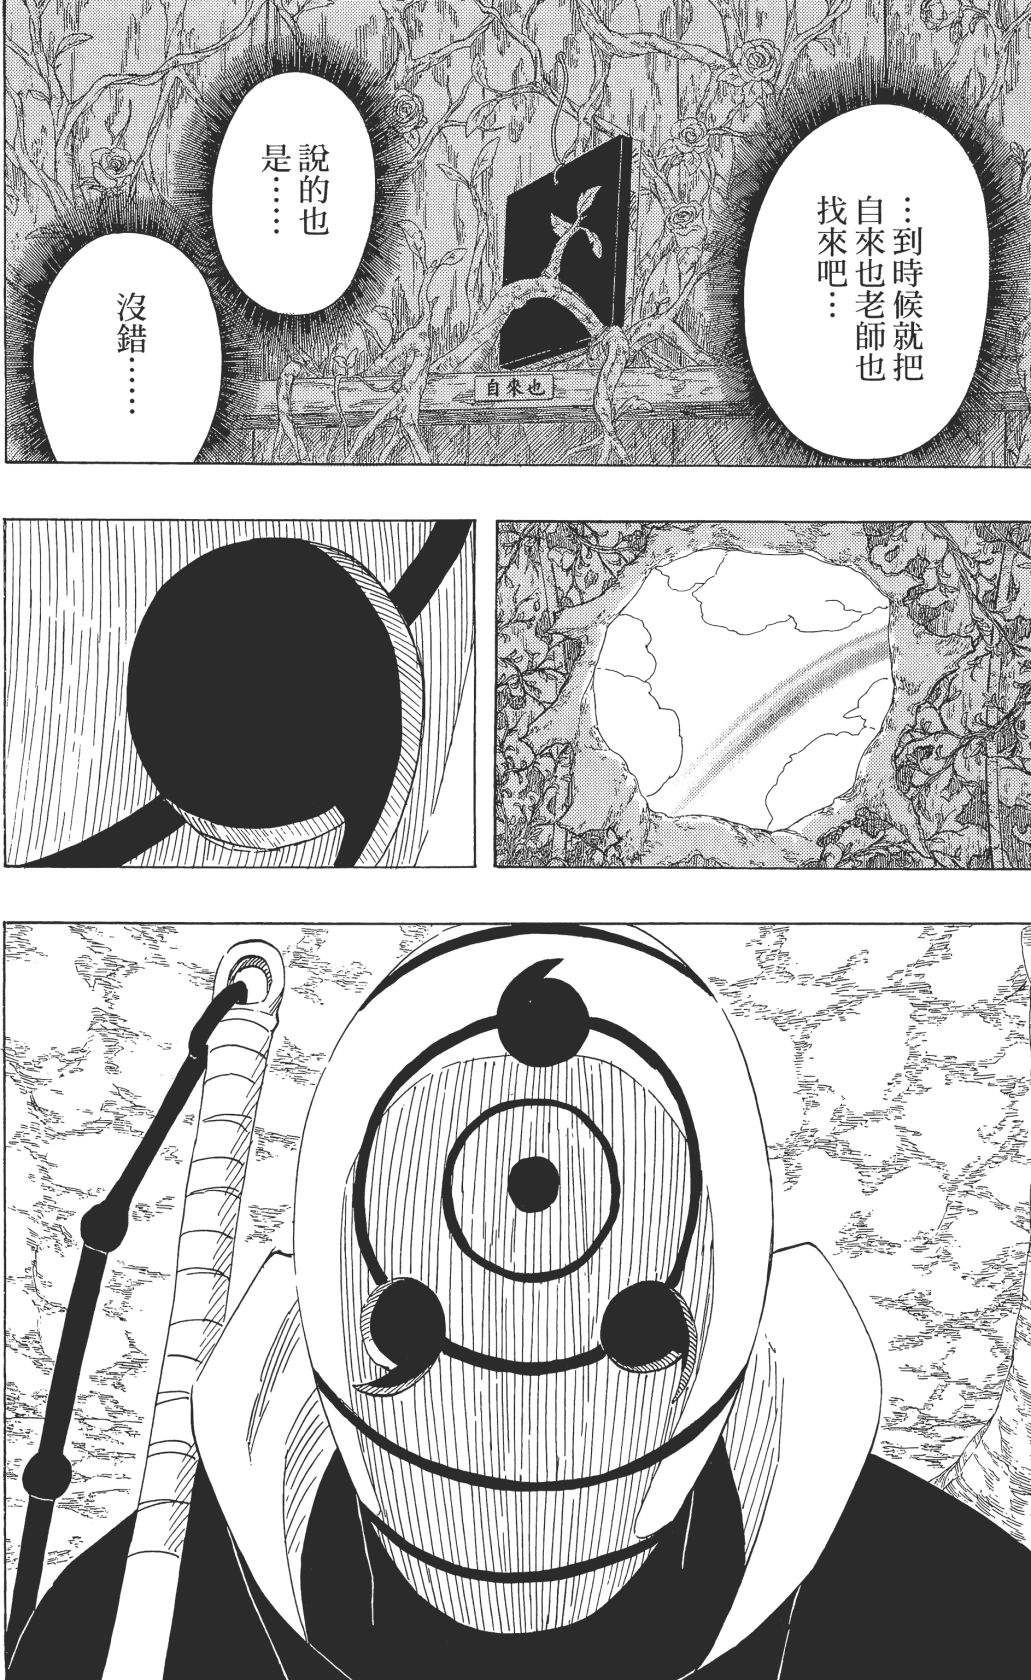 …到時候就把
自來也老師也
找來吧…
說的也
是……
沒錯……
自來也